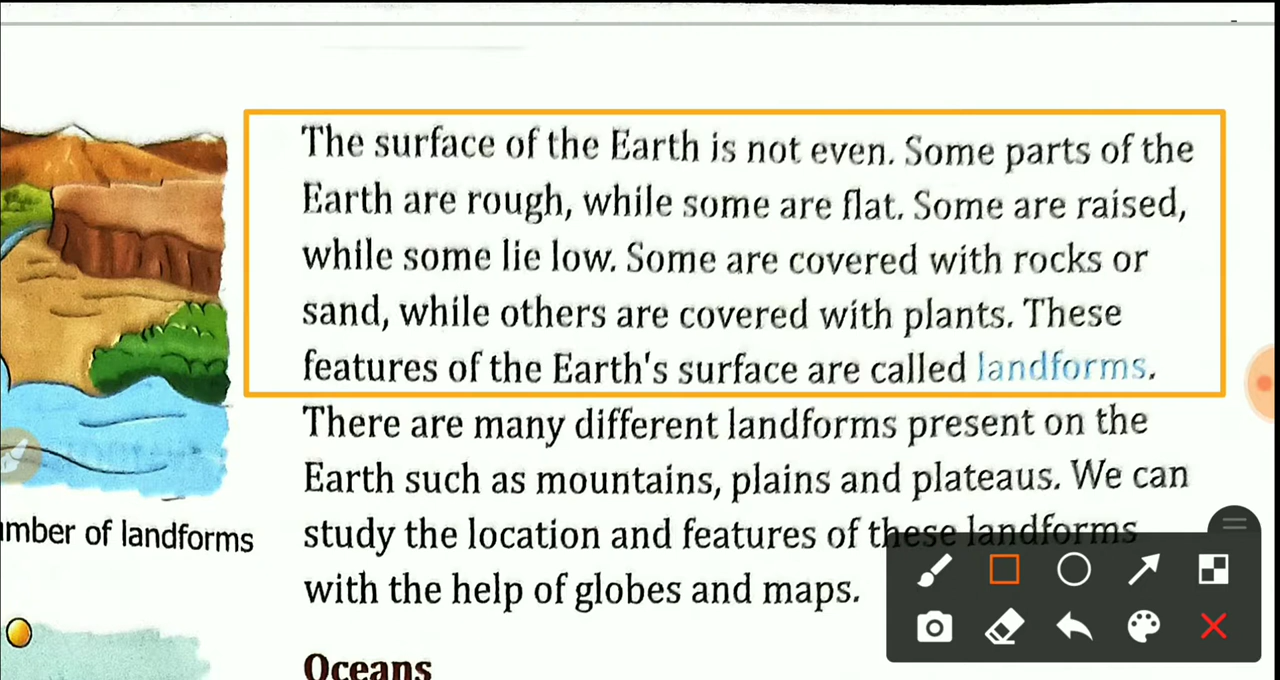 The surface of the Earth is not even. Some parts of the
Earth are rough, while some are flat. Some are raised,
while some lie low. Some are covered with rocks or
sand, while others are covered with plants. These
features of the Earth's surface are called landforms.
There are many different landforms present on the
Earth such as mountains, plains and plateaus. We can
study the location and features of these landforms
with the help of globes and maps.
umber of landforms
Oceans